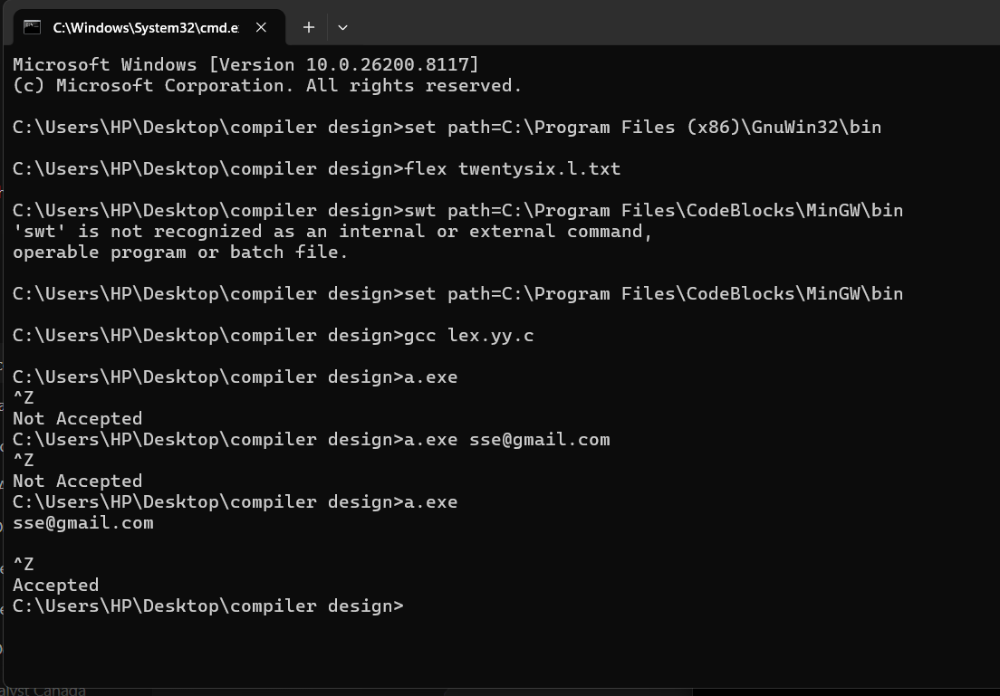 C:\Windows\System32\cmd.e
Microsoft Windows [Version 10.0.26200.8117]
(c) Microsoft Corporation. All rights reserved.
C:\Users\HP\Desktop\compiler design>set path=C:\Program Files (x86)\GnuWin32\bin
C:\Users\HP\Desktop\compiler design>flex twentysix.l.txt
C:\Users\HP\Desktop\compiler design>swt path=C:\Program Files\CodeBlocks\MinGW\bin
'swt' is not recognized as an internal or external command,
operable program or batch file.
C:\Users\HP\Desktop\compiler design>set path=C:\Program Files\CodeBlocks\MinGW\bin
C:\Users\HP\Desktop\compiler design>gcc lex.yy.c
C:\Users\HP\Desktop\compiler design>a.exe
^Z
Not Accepted
C:\Users\HP\Desktop\compiler design>a.exe sse@gmail.com
^Z
Not Accepted
C:\Users\HP\Desktop\compiler design>a.exe
sse@gmail.com
^Z
Accepted
C:\Users\HP\Desktop\compiler design>
alyst Canada